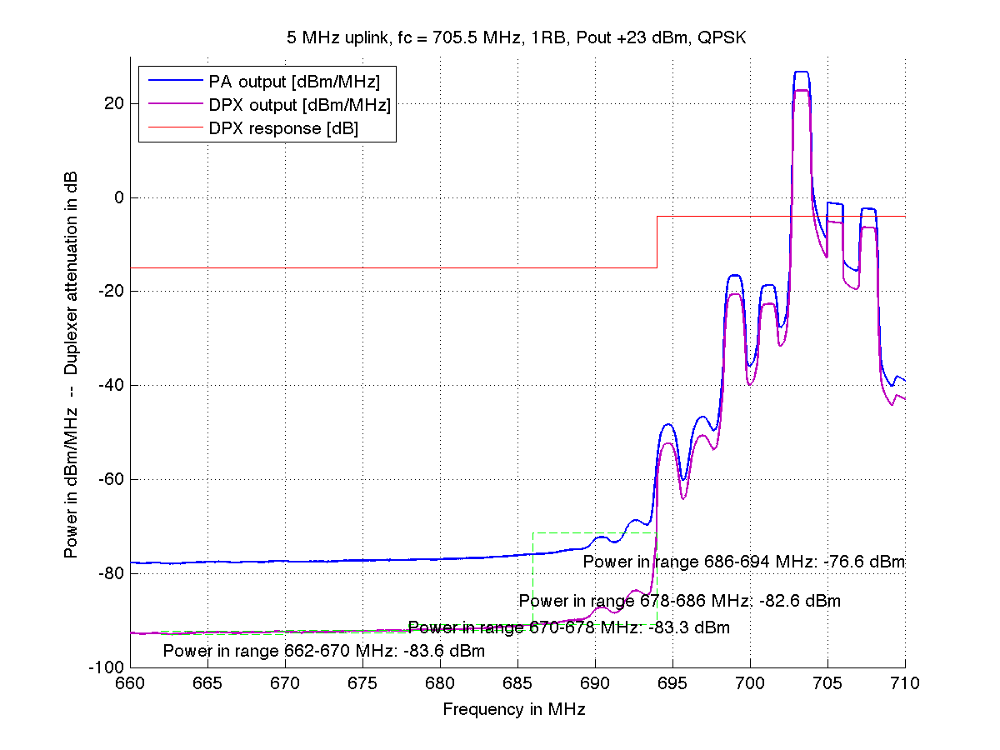 5 MHz uplink, fc = 705.5 MHz, 1RB, Pout +23 dBm, QPSK
PA output [dBm/MHz]
DPX output [dBm/MHz]
DPX response [dB]
Power in dBm/MHz -- Duplexer attenuation in dB
20
0
-20
-40
-60
-80
-100
Power in range 686-694 MHz: -76.6 dBm
Power in range 678-686 MHz: -82.6 dBm
Power in range 670-678 MHz: -83.3 dBm
Power in range 662-670 MHz: -83.6 dBm
660 665 670 675 680 685 690 695 700 705 710
Frequency in MHz